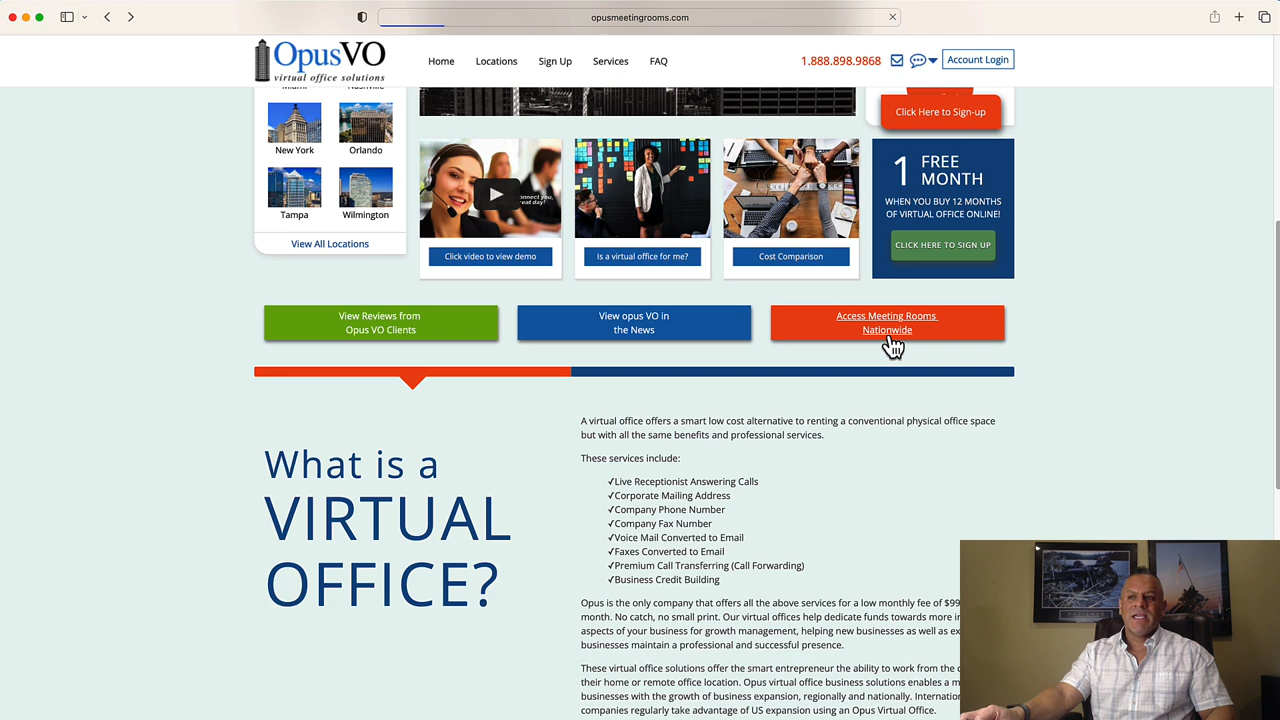 opusmeetingrooms.com
OpusVO
virtual office solutions
Home
Locations
Sign Up
Services
FAQ
1.888.898.9868
Account Login
Miami
Nashville
New York
Orlando
Tampa
Wilmington
View All Locations
Click video to view demo
Is a virtual office for me?
Cost Comparison
Click Here to Sign-up
1 FREE
MONTH
WHEN YOU BUY 12 MONTHS
OF VIRTUAL OFFICE ONLINE!
CLICK HERE TO SIGN UP
View Reviews from
Opus VO Clients
View opus VO in
the News
Access Meeting Rooms
Nationwide
What is a
VIRTUAL
OFFICE?
A virtual office offers a smart low cost alternative to renting a conventional physical office space
but with all the same benefits and professional services.
These services include:
✓Live Receptionist Answering Calls
✓Corporate Mailing Address
✓Company Phone Number
✓Company Fax Number
✓Voice Mail Converted to Email
✓Faxes Converted to Email
✓Premium Call Transferring (Call Forwarding)
✓Business Credit Building
Opus is the only company that offers all the above services for a low monthly fee of $99
month. No catch, no small print. Our virtual offices help dedicate funds towards more
aspects of your business for growth management, helping new businesses as well as
businesses maintain a professional and successful presence.
These virtual office solutions offer the smart entrepreneur the ability to work from the
their home or remote office location. Opus virtual office business solutions enables a
businesses with the growth of business expansion, regionally and nationally.
companies regularly take advantage of US expansion using an Opus Virtual Office.